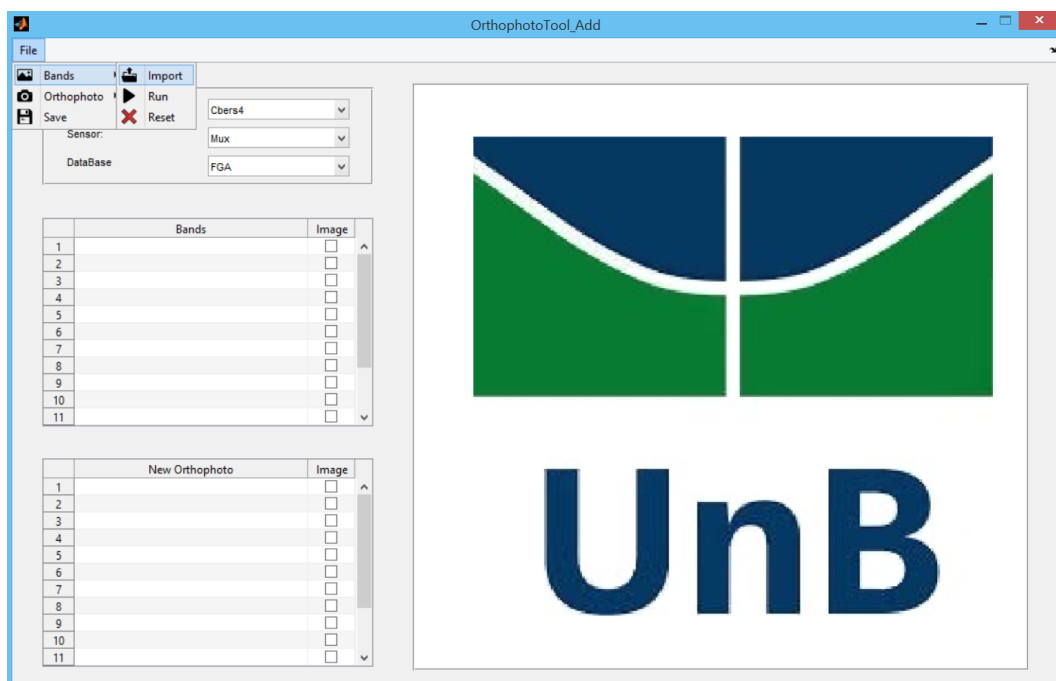 OrthophotoTool_Add
File
Bands Import
Orthophoto Run
Save Reset
Cbers4
Sensor: Mux
DataBase FGA
Bands Image
1
2
3
4
5
6
7
8
9
10
11
New Orthophoto Image
1
2
3
4
5
6
7
8
9
10
11
UnB